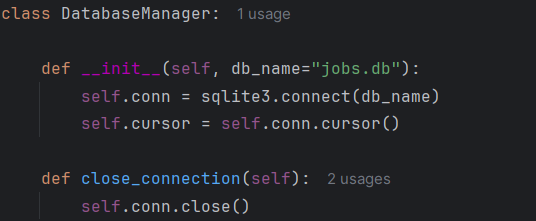 class DatabaseManager: 1 usage
def __init__(self, db_name="jobs.db"):
self.conn = sqlite3.connect(db_name)
self.cursor = self.conn.cursor()
def close_connection(self): 2 usages
self.conn.close()